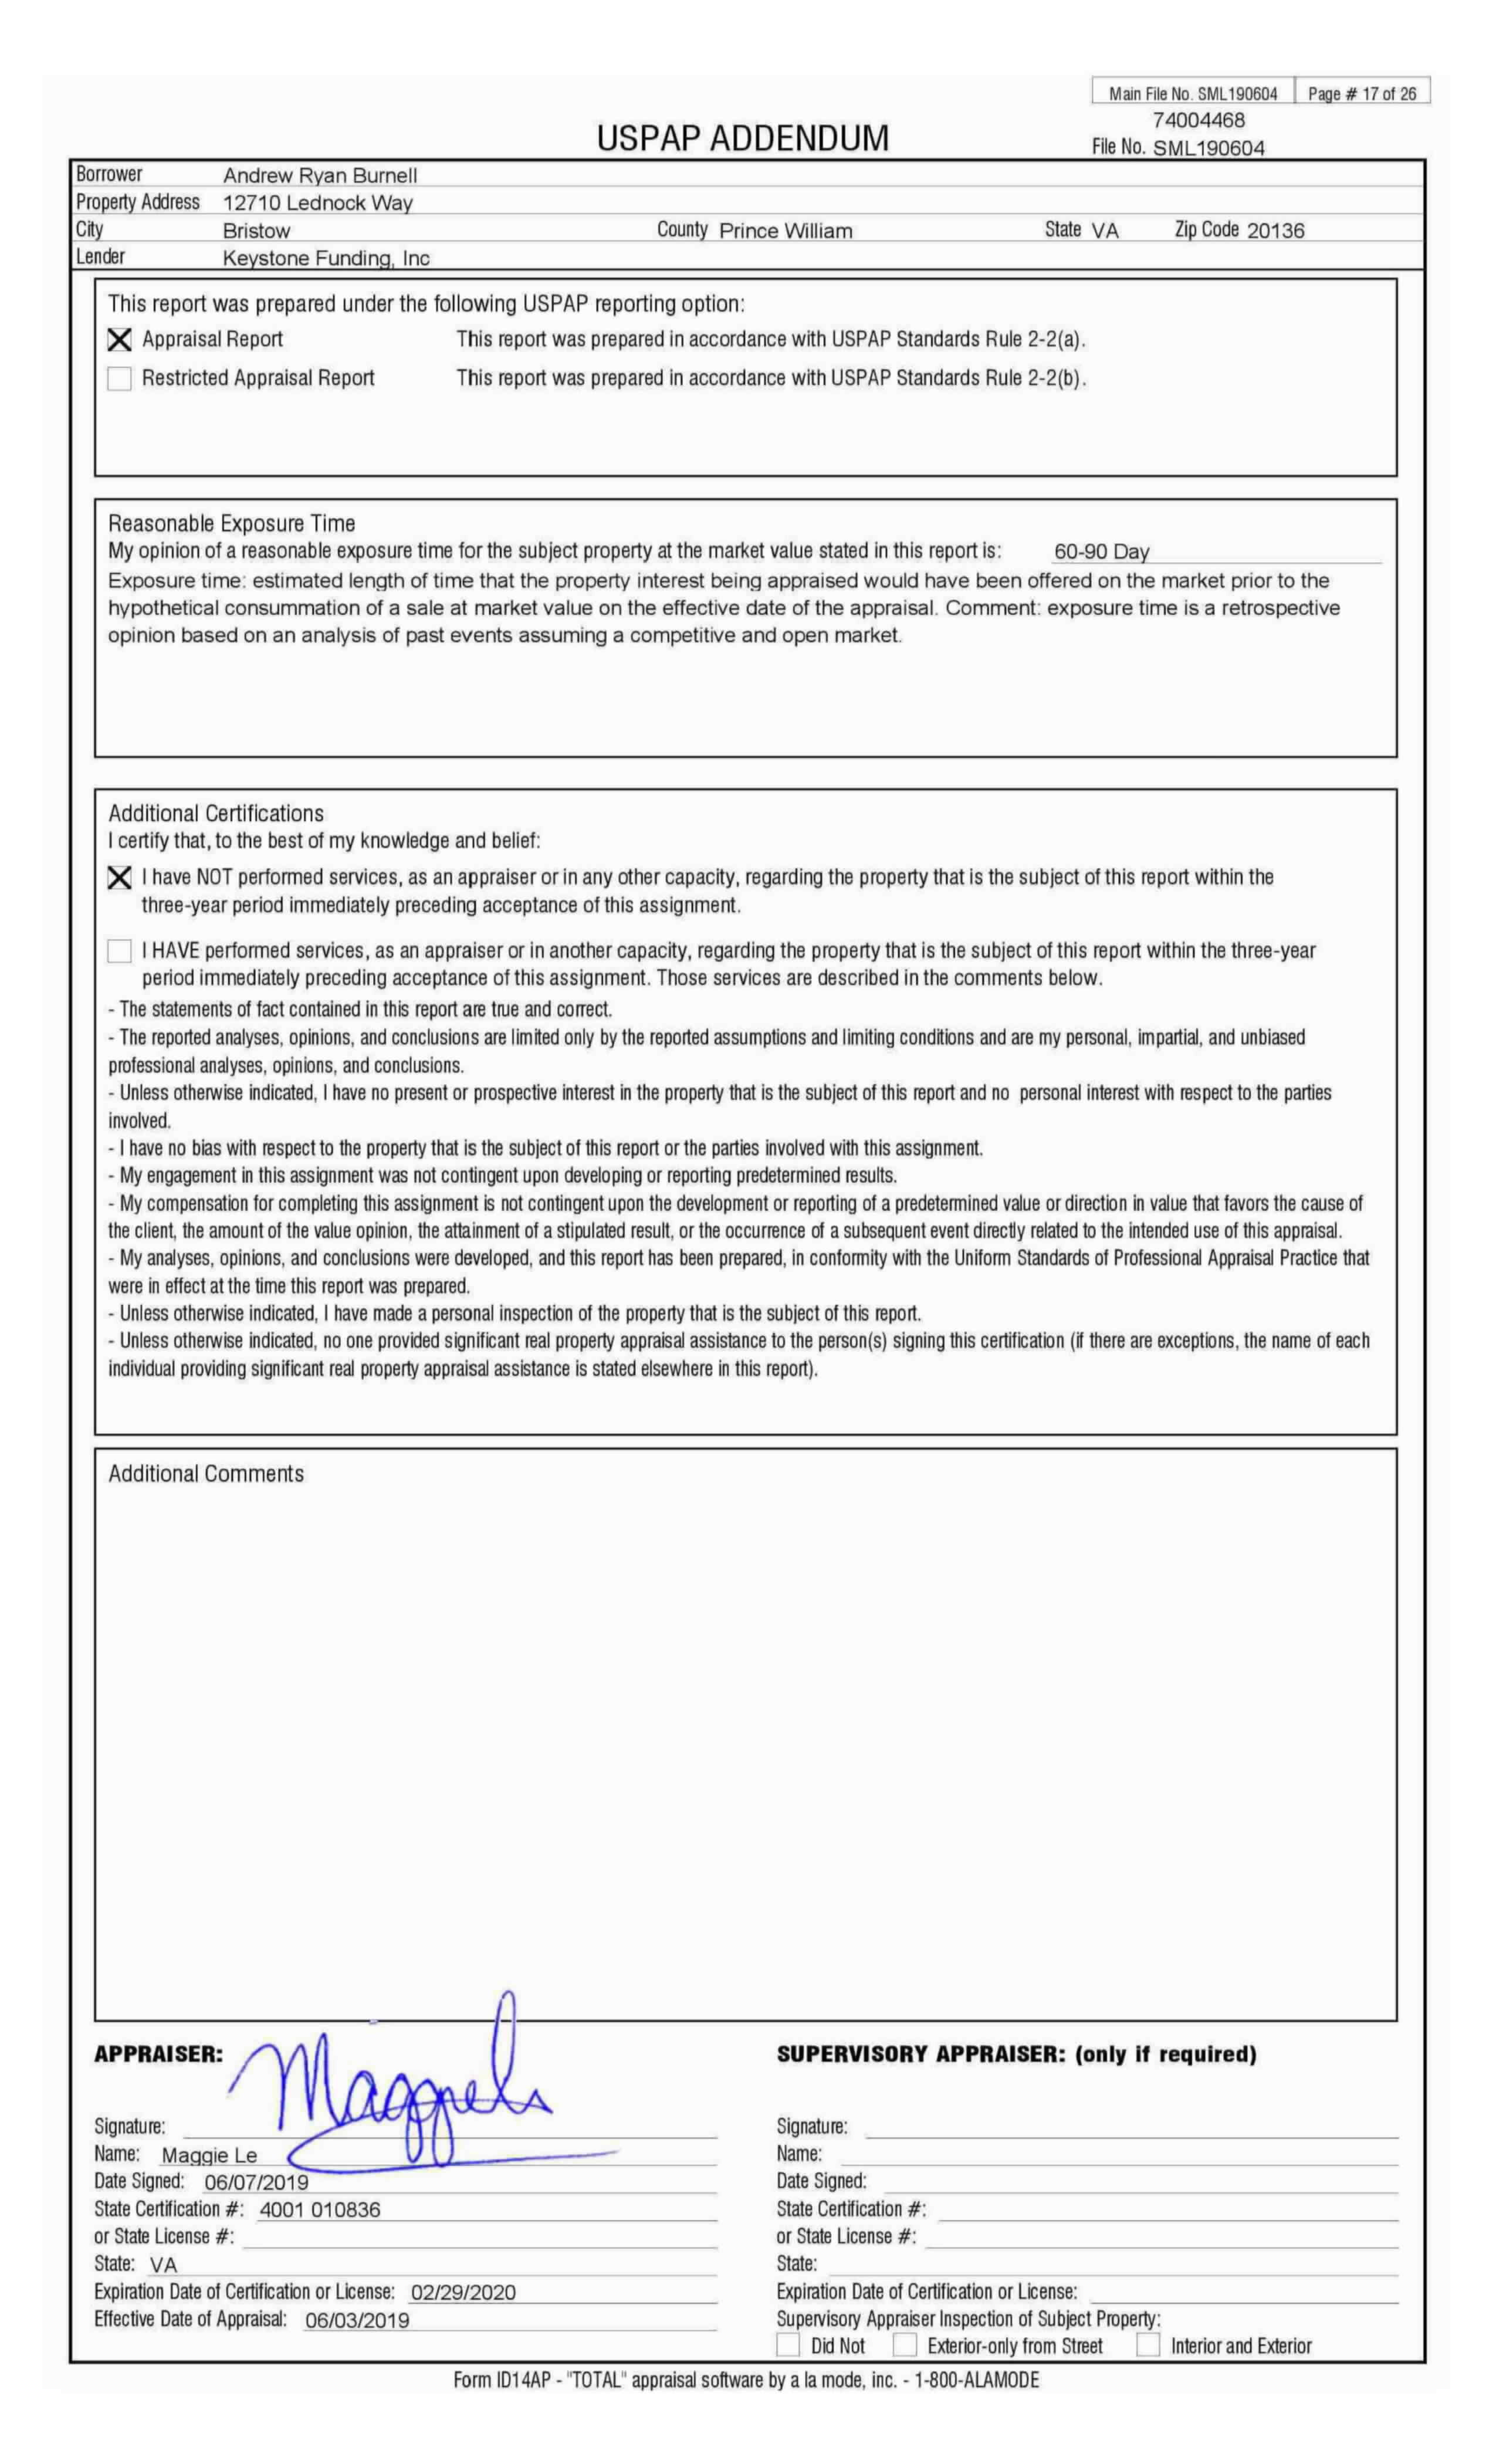 Main File No. SML190604 Page # 17 of 26
74004468
USPAP ADDENDUM
File No. SML190604
Borrower Andrew Ryan Burnell
Property Address 12710 Lednock Way
City Bristow County Prince William State VA Zip Code 20136
Lender Keystone Funding, Inc
This report was prepared under the following USPAP reporting option:
Appraisal Report This report was prepared in accordance with USPAP Standards Rule 2-2(a).
Restricted Appraisal Report This report was prepared in accordance with USPAP Standards Rule 2-2(b).
Reasonable Exposure Time
My opinion of a reasonable exposure time for the subject property at the market value stated in this report is: 60-90 Day
Exposure time: estimated length of time that the property interest being appraised would have been offered on the market prior to the
hypothetical consummation of a sale at market value on the effective date of the appraisal. Comment: exposure time is a retrospective
opinion based on an analysis of past events assuming a competitive and open market.
Additional Certifications
I certify that, to the best of my knowledge and belief:
I have NOT performed services, as an appraiser or in any other capacity, regarding the property that is the subject of this report within the
three-year period immediately preceding acceptance of this assignment.
I HAVE performed services, as an appraiser or in another capacity, regarding the property that is the subject of this report within the three-year
period immediately preceding acceptance of this assignment. Those services are described in the comments below.
- The statements of fact contained in this report are true and correct.
- The reported analyses, opinions, and conclusions are limited only by the reported assumptions and limiting conditions and are my personal, impartial, and unbiased
professional analyses, opinions, and conclusions.
- Unless otherwise indicated, I have no present or prospective interest in the property that is the subject of this report and no personal interest with respect to the parties
involved.
- I have no bias with respect to the property that is the subject of this report or the parties involved with this assignment.
- My engagement in this assignment was not contingent upon developing or reporting predetermined results.
- My compensation for completing this assignment is not contingent upon the development or reporting of a predetermined value or direction in value that favors the cause of
the client, the amount of the value opinion, the attainment of a stipulated result, or the occurrence of a subsequent event directly related to the intended use of this appraisal.
- My analyses, opinions, and conclusions were developed, and this report has been prepared, in conformity with the Uniform Standards of Professional Appraisal Practice that
were in effect at the time this report was prepared.
- Unless otherwise indicated, I have made a personal inspection of the property that is the subject of this report.
- Unless otherwise indicated, no one provided significant real property appraisal assistance to the person(s) signing this certification (if there are exceptions, the name of each
individual providing significant real property appraisal assistance is stated elsewhere in this report).
Additional Comments
APPRAISER: SUPERVISORY APPRAISER: (only if required)
Signature: Maggie Le Signature:
Name: Maggie Le Name:
Date Signed: 06/07/2019 Date Signed:
State Certification #: 4001 010836 State Certification #:
or State License #: or State License #:
State: VA State:
Expiration Date of Certification or License: 02/29/2020 Expiration Date of Certification or License:
Effective Date of Appraisal: 06/03/2019 Supervisory Appraiser Inspection of Subject Property:
Did Not Exterior-only from Street Interior and Exterior
Form ID14AP - "TOTAL" appraisal software by a la mode, inc. - 1-800-ALAMODE